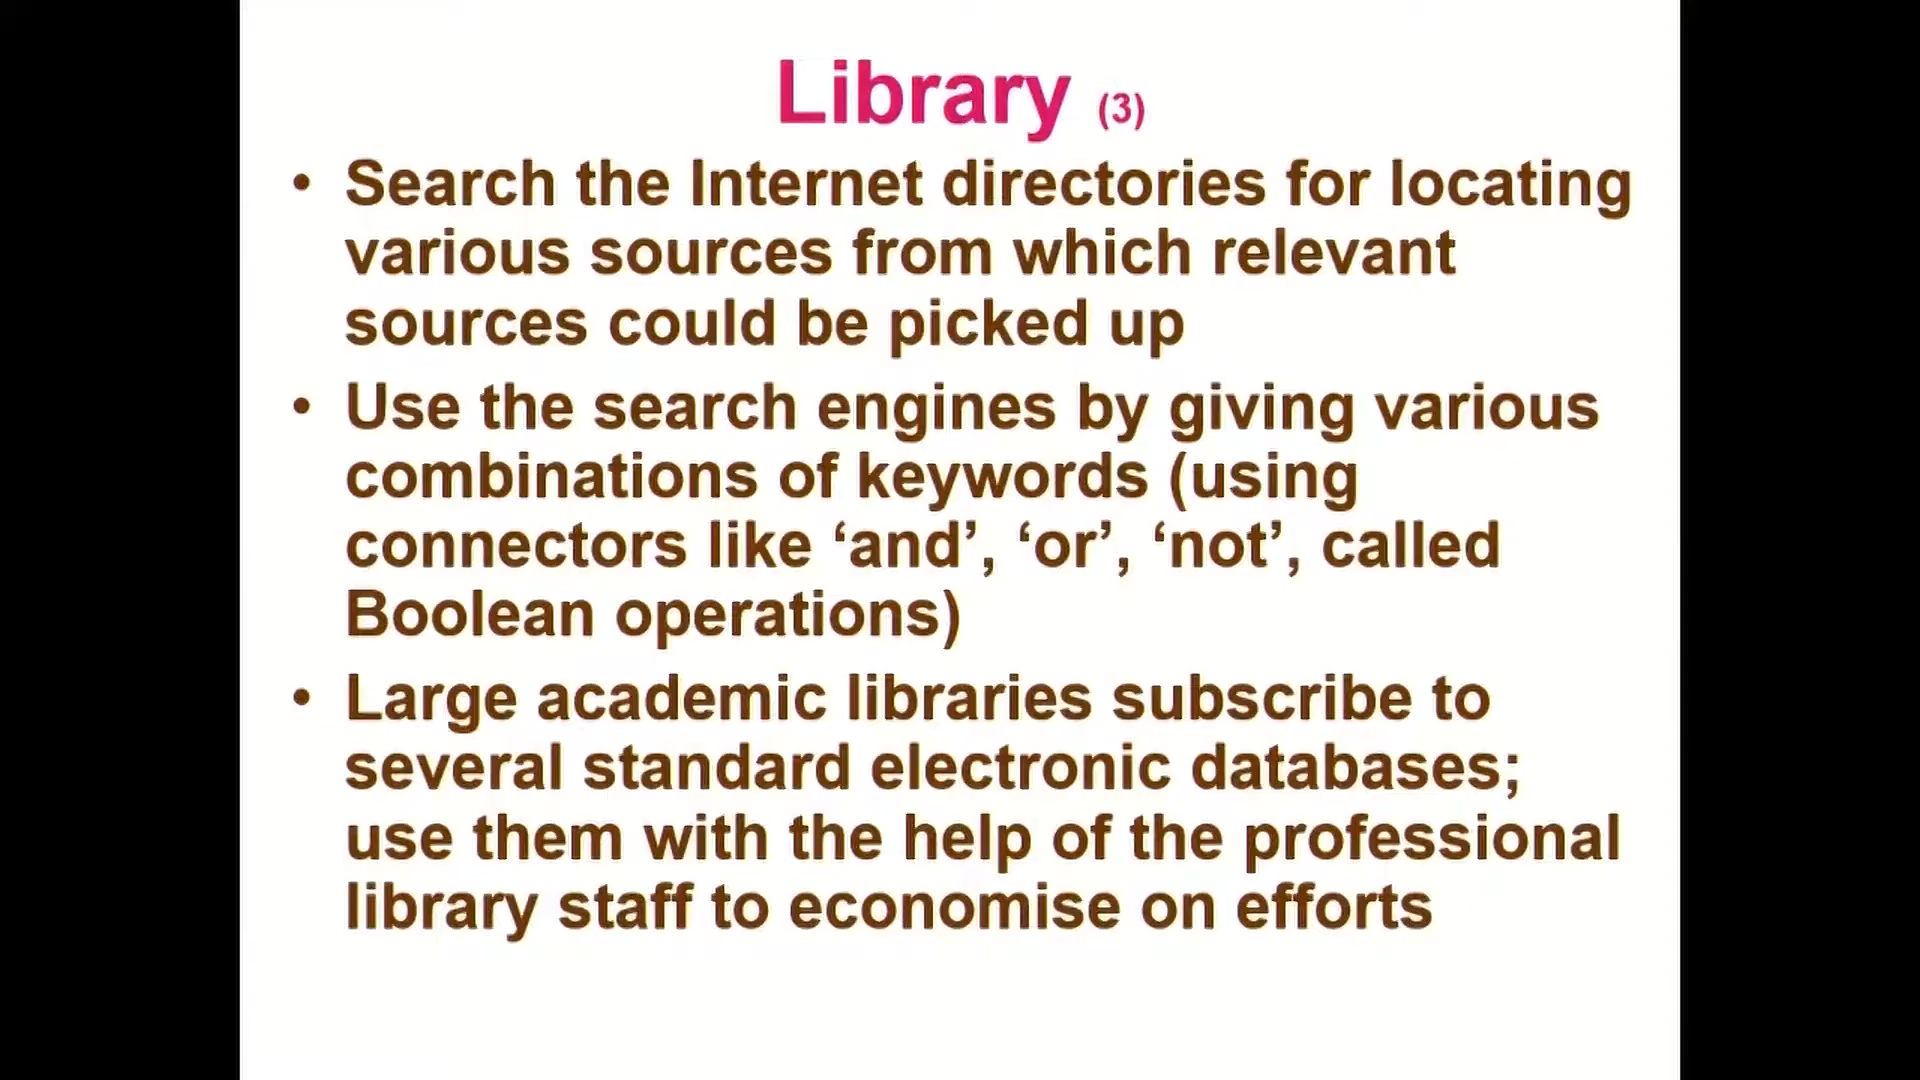 Library (3)
• Search the Internet directories for locating
various sources from which relevant
sources could be picked up
• Use the search engines by giving various
combinations of keywords (using
connectors like ‘and’, ‘or’, ‘not’, called
Boolean operations)
• Large academic libraries subscribe to
several standard electronic databases;
use them with the help of the professional
library staff to economise on efforts